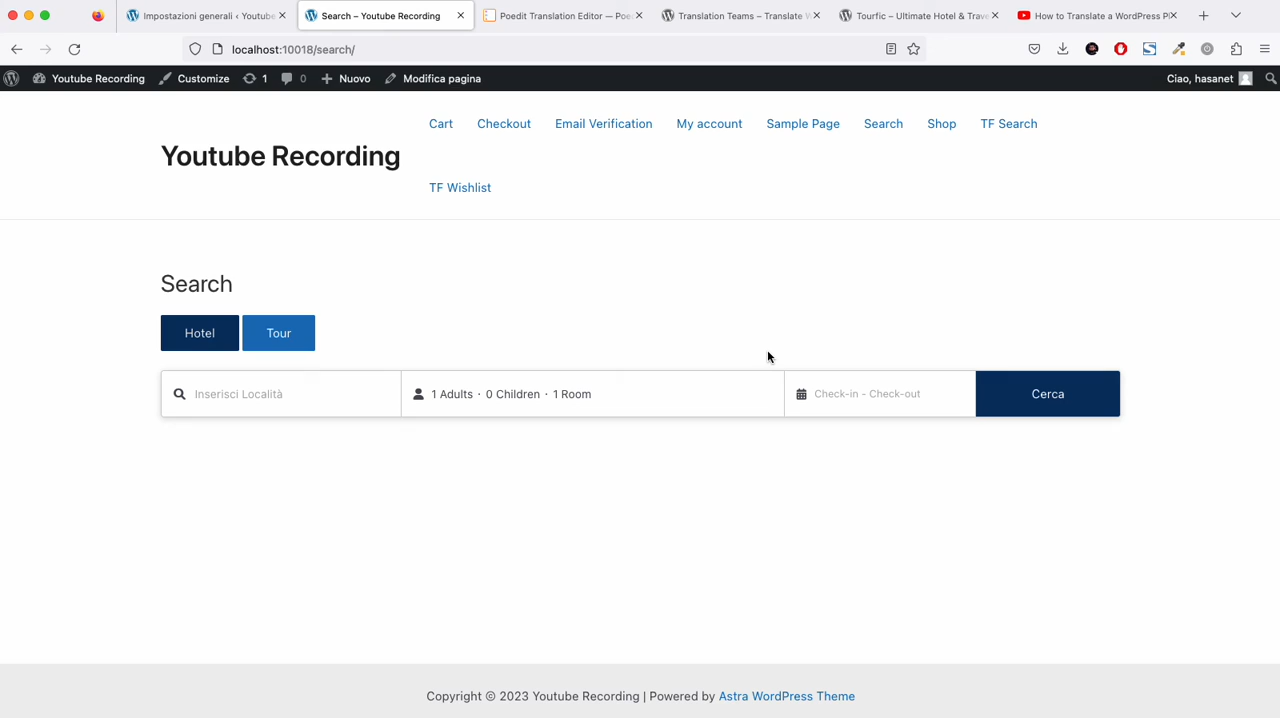 Impostazioni generali ‹ Youtube
Search – Youtube Recording
Poedit Translation Editor — Poe
Translation Teams – Translate W
Tourfic – Ultimate Hotel & Trave
How to Translate a WordPress Pl
localhost:10018/search/
Youtube Recording
Customize
1
0
Nuovo
Modifica pagina
Ciao, hasanet
Cart
Checkout
Email Verification
My account
Sample Page
Search
Shop
TF Search
Youtube Recording
TF Wishlist
Search
Hotel
Tour
Inserisci Località
1 Adults · 0 Children · 1 Room
Check-in - Check-out
Cerca
Copyright © 2023 Youtube Recording | Powered by Astra WordPress Theme